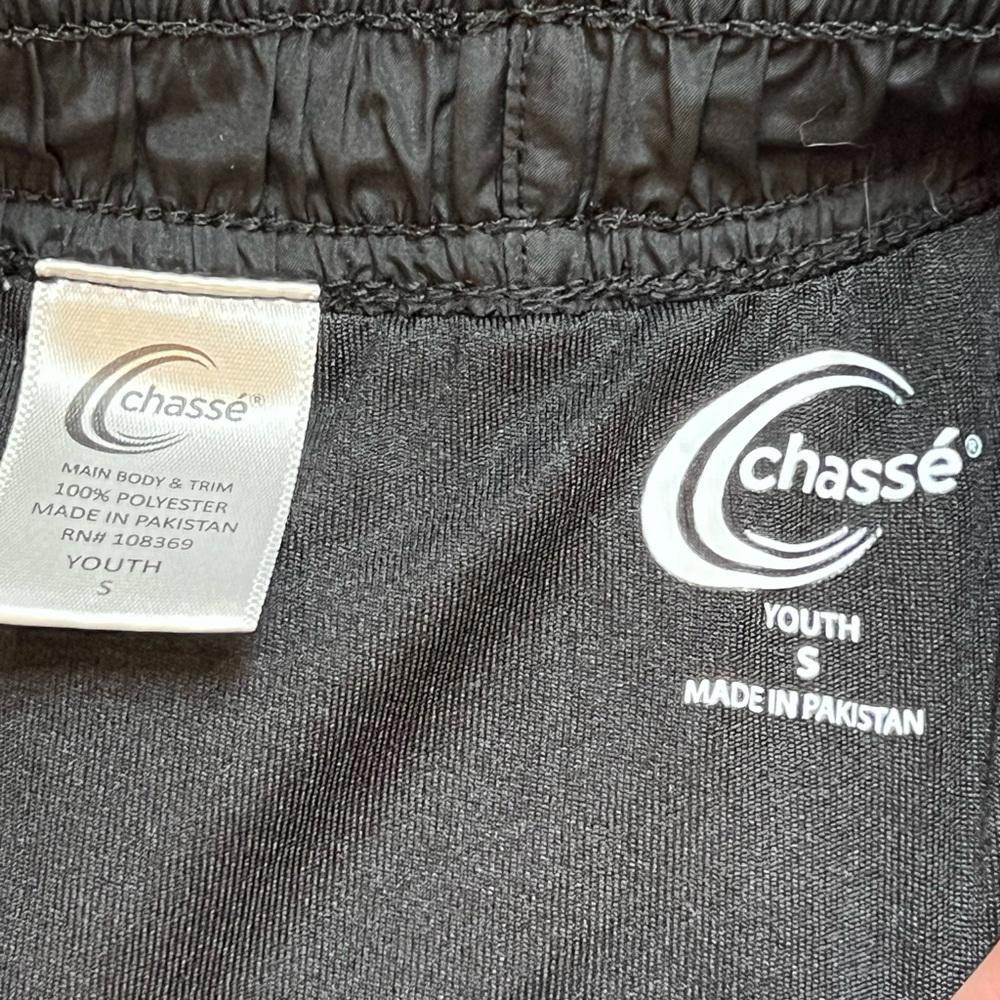 chassé®
MAIN BODY & TRIM
100% POLYESTER
MADE IN PAKISTAN
RN# 108369
YOUTH
S
chassé®
YOUTH
S
MADE IN PAKISTAN